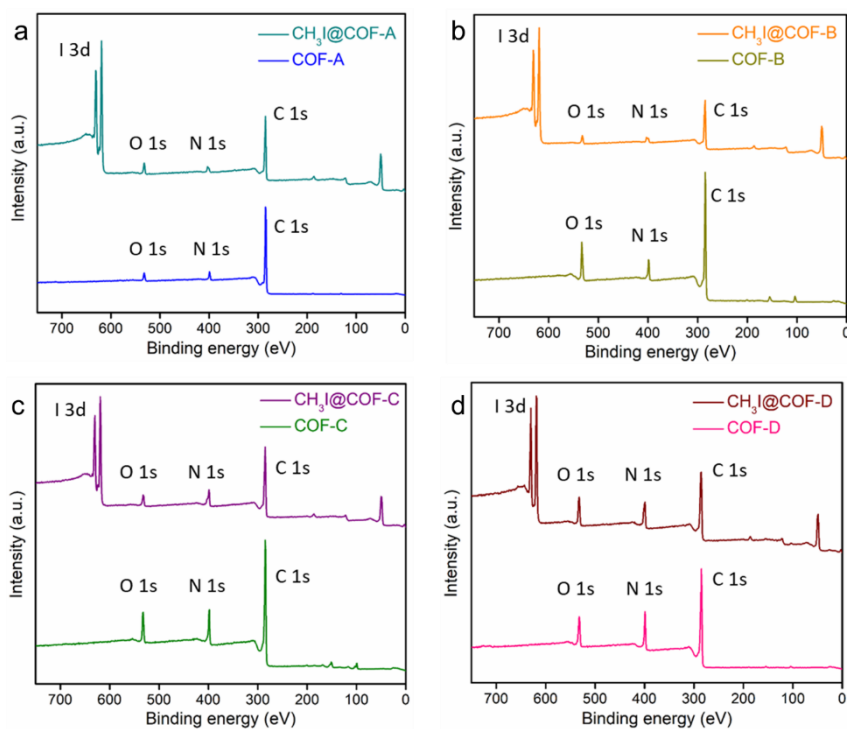 a
I 3d
CH₃I@COF-A
COF-A
O 1s
N 1s
C 1s
O 1s
N 1s
C 1s
Intensity (a.u.)
700 600 500 400 300 200 100 0
Binding energy (eV)
b
I 3d
CH₃I@COF-B
COF-B
O 1s
N 1s
C 1s
O 1s
N 1s
C 1s
Intensity (a.u.)
700 600 500 400 300 200 100 0
Binding energy (eV)
c
I 3d
CH₃I@COF-C
COF-C
O 1s
N 1s
C 1s
O 1s
N 1s
C 1s
Intensity (a.u.)
700 600 500 400 300 200 100 0
Binding energy (eV)
d
I 3d
CH₃I@COF-D
COF-D
O 1s
N 1s
C 1s
O 1s
N 1s
C 1s
Intensity (a.u.)
700 600 500 400 300 200 100 0
Binding energy (eV)